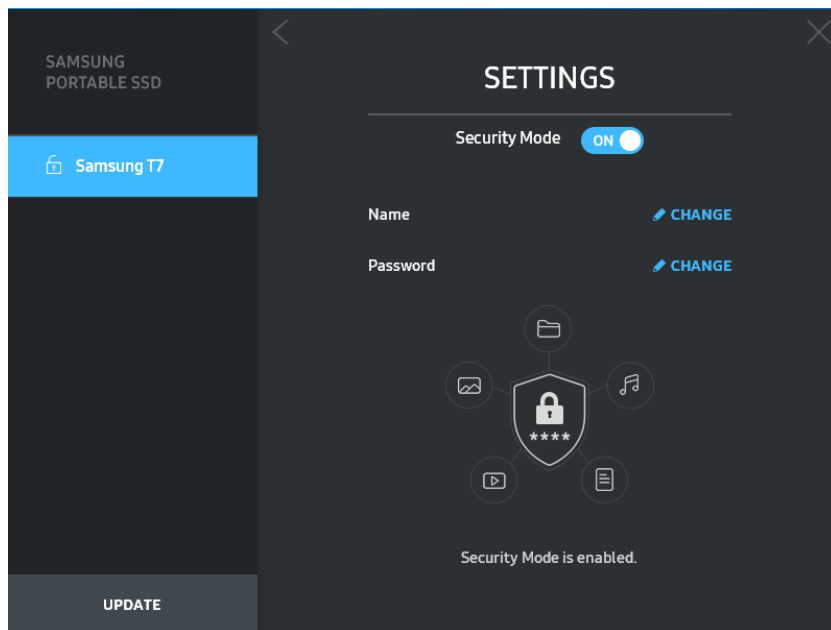 SAMSUNG
PORTABLE SSD
Samsung T7
UPDATE
SETTINGS
Security Mode ON
Name CHANGE
Password CHANGE
****
Security Mode is enabled.